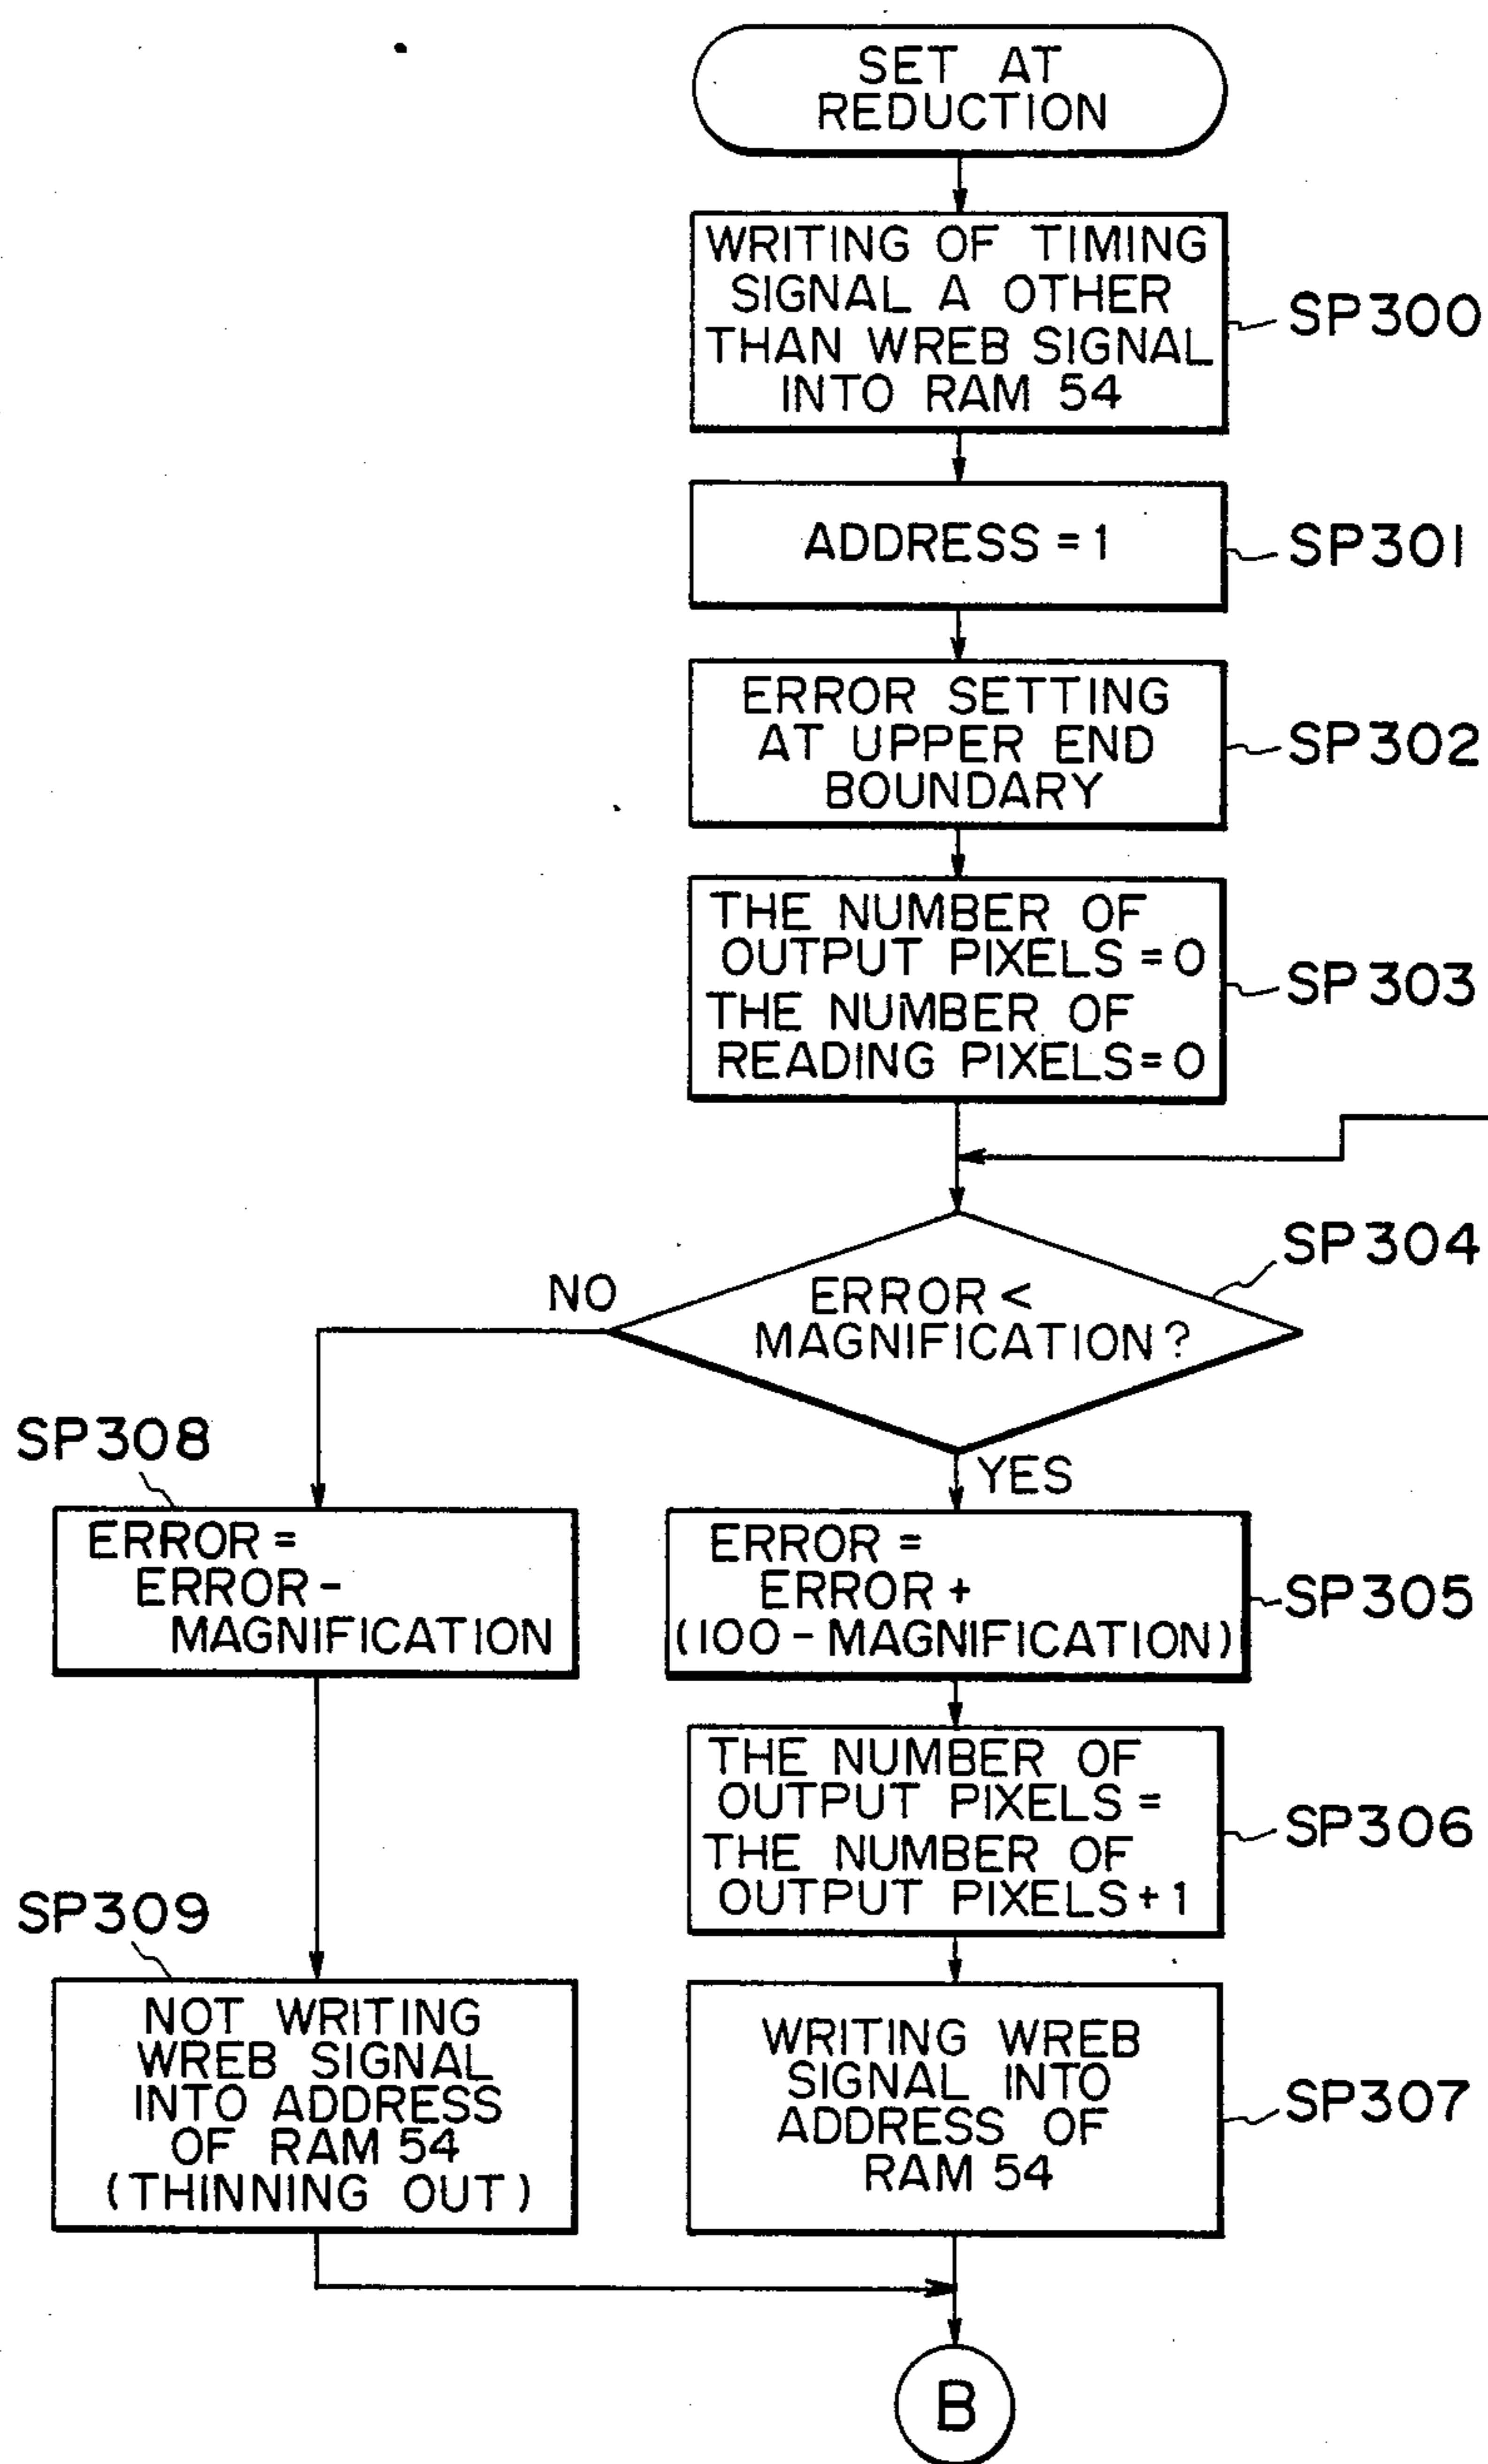 SET AT
REDUCTION
WRITING OF TIMING
SIGNAL A OTHER
THAN WREB SIGNAL
INTO RAM 54
SP300
ADDRESS = 1
SP301
ERROR SETTING
AT UPPER END
BOUNDARY
SP302
THE NUMBER OF
OUTPUT PIXELS = 0
THE NUMBER OF
READING PIXELS = 0
SP303
ERROR <
MAGNIFICATION?
SP304
NO
YES
SP308
ERROR =
ERROR -
MAGNIFICATION
ERROR =
ERROR +
(100 - MAGNIFICATION)
SP305
THE NUMBER OF
OUTPUT PIXELS =
THE NUMBER OF
OUTPUT PIXELS + 1
SP306
SP309
NOT WRITING
WREB SIGNAL
INTO ADDRESS
OF RAM 54
(THINNING OUT)
WRITING WREB
SIGNAL INTO
ADDRESS OF
RAM 54
SP307
B